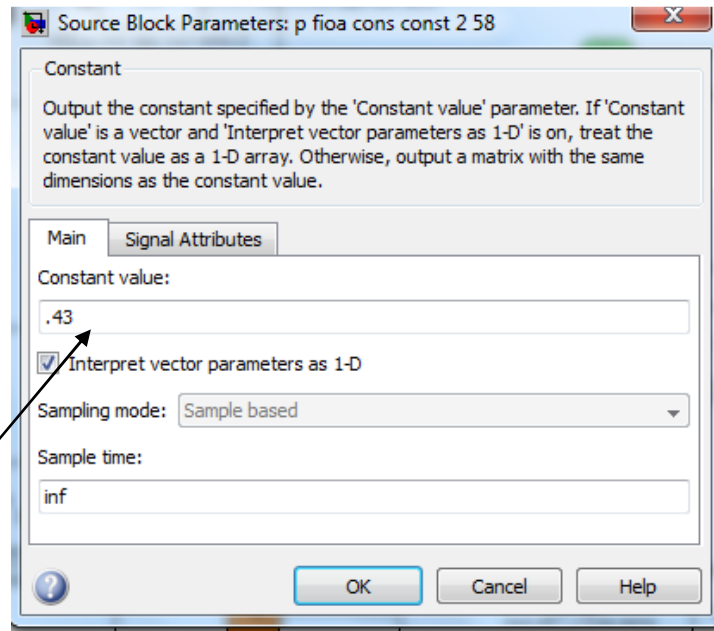 Source Block Parameters: p fioa cons const 2 58
Constant
Output the constant specified by the 'Constant value' parameter. If 'Constant
value' is a vector and 'Interpret vector parameters as 1-D' is on, treat the
constant value as a 1-D array. Otherwise, output a matrix with the same
dimensions as the constant value.
Main Signal Attributes
Constant value:
.43
Interpret vector parameters as 1-D
Sampling mode: Sample based
Sample time:
inf
OK Cancel Help